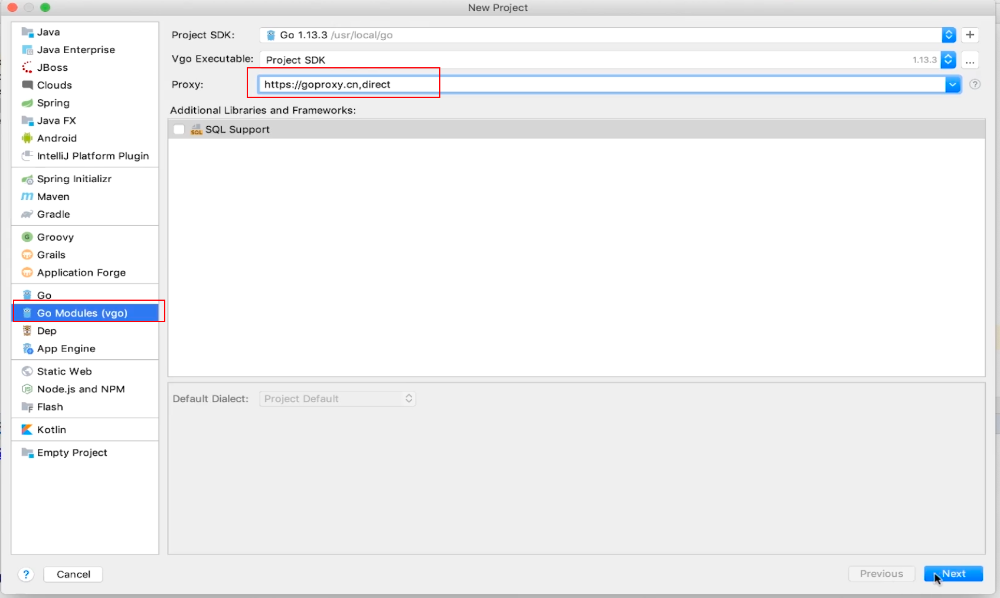 New Project
Java
Java Enterprise
JBoss
Clouds
Spring
Java FX
Android
IntelliJ Platform Plugin
Spring Initializr
Maven
Gradle
Groovy
Grails
Application Forge
Go
Go Modules (vgo)
Dep
App Engine
Static Web
Node.js and NPM
Flash
Kotlin
Empty Project
Project SDK: Go 1.13.3 /usr/local/go
Vgo Executable: Project SDK 1.13.3 ...
Proxy: https://goproxy.cn,direct ?
Additional Libraries and Frameworks:
SQL SQL Support
Default Dialect: Project Default
? Cancel Previous Next